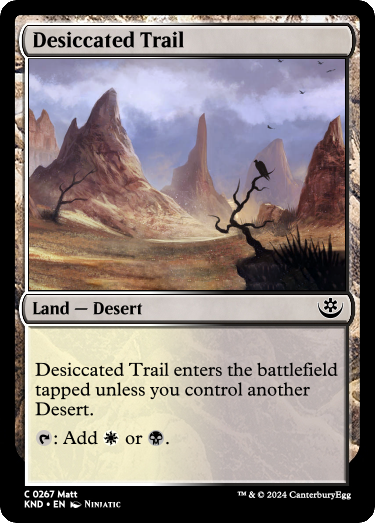 Desiccated Trail
Land — Desert
Desiccated Trail enters the battlefield
tapped unless you control another
Desert.
: Add or .
C 0267 Matt
KND • EN Ninjatic
™ & © 2024 CanterburyEgg